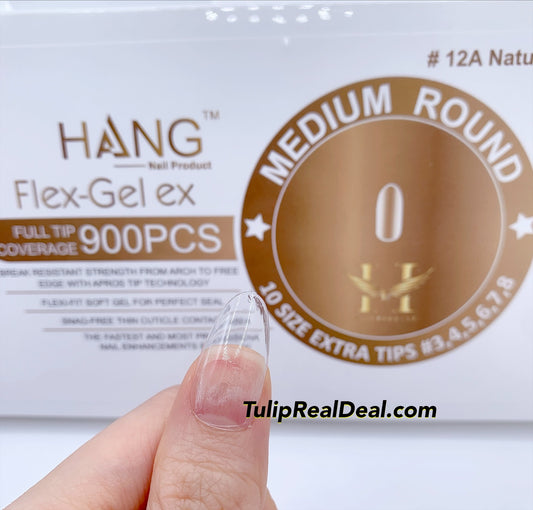 # 12A Natu
HANG™
Nail Product
Flex-Gel ex
FULL TIP
COVERAGE 900PCS
BREAK RESISTANT STRENGTH FROM ARCH TO FREE
EDGE WITH APROS TIP TECHNOLOGY
FLEXI-FIT SOFT GEL FOR PERFECT SEAL
SNAG-FREE THIN CUTICLE CONTACT
THE FASTEST AND MOST
NAIL ENHANCEMENTS
MEDIUM ROUND
H
10 SIZE EXTRA TIPS #3,4,5,6,7,8
TulipRealDeal.com